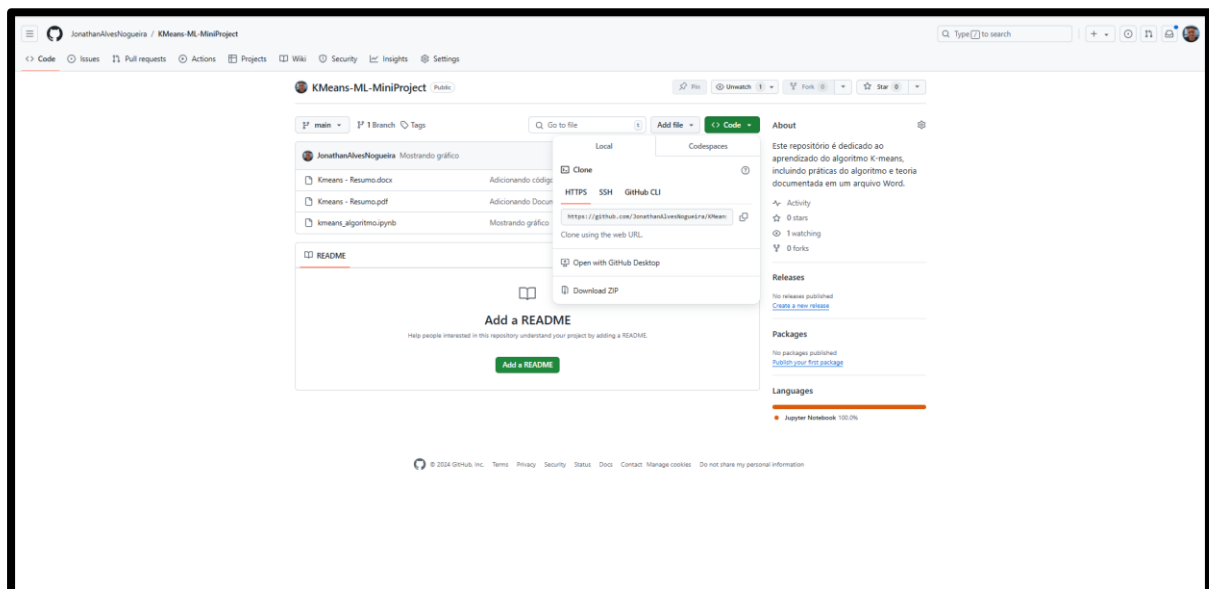 JonathanAlvesNogueira / KMeans-ML-MiniProject
Type / to search
Code Issues Pull requests Actions Projects Wiki Security Insights Settings
KMeans-ML-MiniProject Public
Pin Unwatch 1 Fork 0 Star 0
main 1 Branch Tags
Go to file t
Add file
Code
JonathanAlvesNogueira Mostrando gráfico
Kmeans - Resumo.docx Adicionando código
Kmeans - Resumo.pdf Adicionando Docun
kmeans_algoritmo.ipynb Mostrando gráfico
Local Codespaces
Clone
HTTPS SSH GitHub CLI
https://github.com/JonathanAlvesNogueira/KMean
Clone using the web URL.
Open with GitHub Desktop
Download ZIP
README
Add a README
Help people interested in this repository understand your project by adding a README.
Add a README
About
Este repositório é dedicado ao
aprendizado do algoritmo K-means,
incluindo práticas do algoritmo e teoria
documentada em um arquivo Word.
Activity
0 stars
1 watching
0 forks
Releases
No releases published
Create a new release
Packages
No packages published
Publish your first package
Languages
Jupyter Notebook 100.0%
© 2024 GitHub, Inc. Terms Privacy Security Status Docs Contact Manage cookies Do not share my personal information